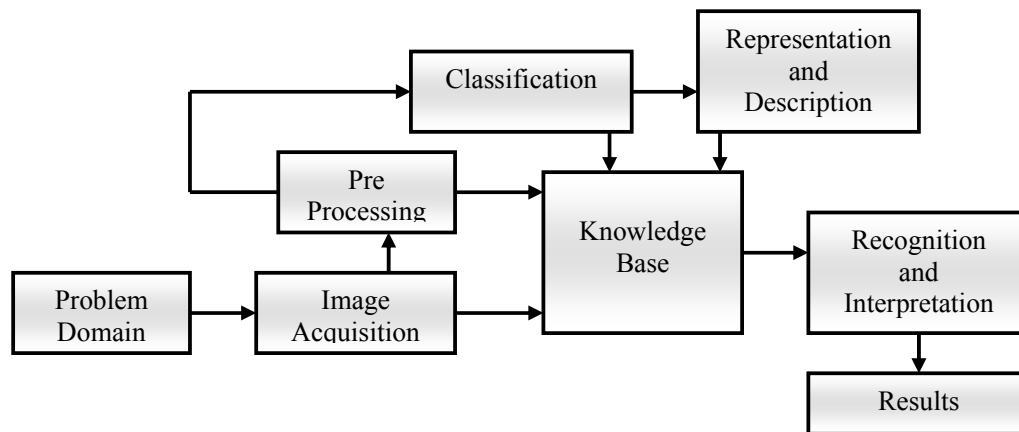 Classification
Representation
and
Description
Pre
Processing
Knowledge
Base
Recognition
and
Interpretation
Problem
Domain
Image
Acquisition
Results